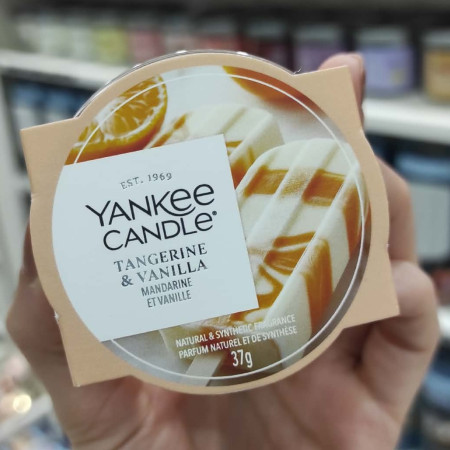 EST. 1969
YANKEE
CANDLE®
TANGERINE
& VANILLA
MANDARINE
ET VANILLE
NATURAL & SYNTHETIC FRAGRANCE
PARFUM NATUREL ET DE SYNTHÈSE
37g